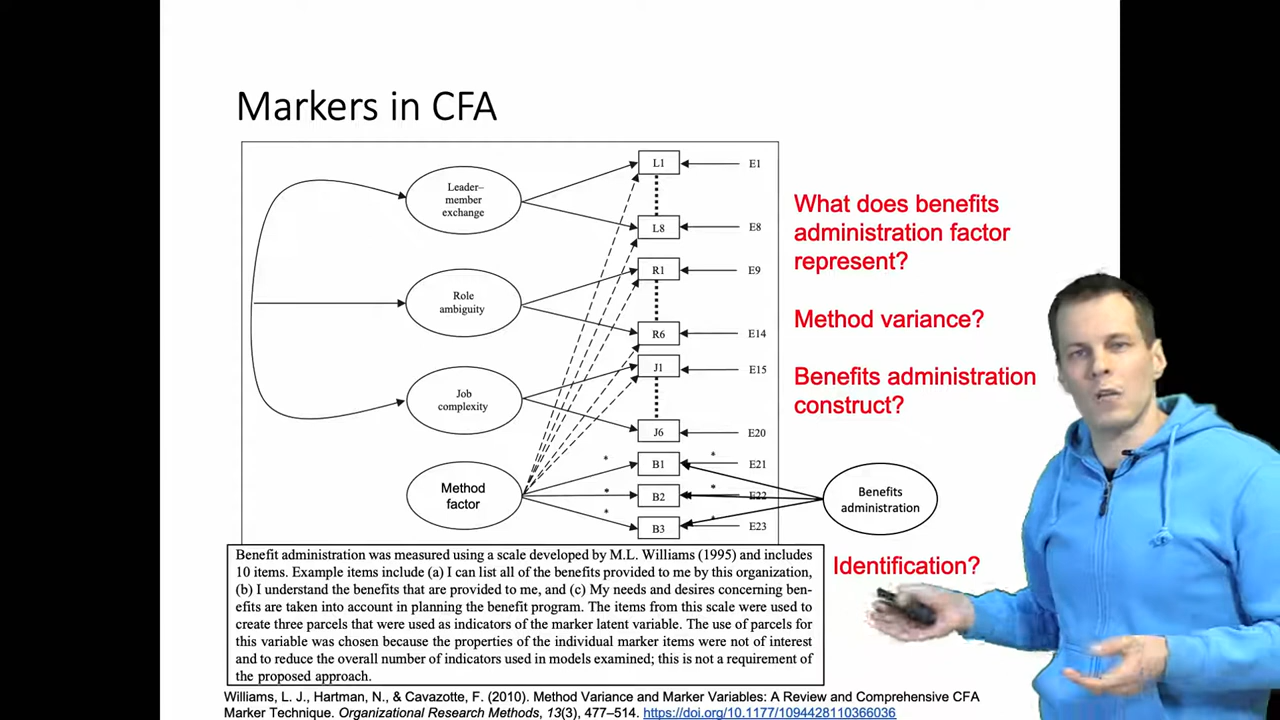 Markers in CFA
Leader–
member
exchange
Role
ambiguity
Job
complexity
Method
factor
L1
L8
R1
R6
J1
J6
B1
B2
B3
E1
E8
E9
E14
E15
E20
*
*
*
*
*
*
E21
E22
E23
Benefits
administration
What does benefits
administration factor
represent?
Method variance?
Benefits administration
construct?
Identification?
Benefit administration was measured using a scale developed by M.L. Williams (1995) and includes
10 items. Example items include (a) I can list all of the benefits provided to me by this organization,
(b) I understand the benefits that are provided to me, and (c) My needs and desires concerning ben-
efits are taken into account in planning the benefit program. The items from this scale were used to
create three parcels that were used as indicators of the marker latent variable. The use of parcels for
this variable was chosen because the properties of the individual marker items were not of interest
and to reduce the overall number of indicators used in models examined; this is not a requirement of
the proposed approach.
Williams, L. J., Hartman, N., & Cavazotte, F. (2010). Method Variance and Marker Variables: A Review and Comprehensive CFA
Marker Technique. Organizational Research Methods, 13(3), 477–514. https://doi.org/10.1177/1094428110366036